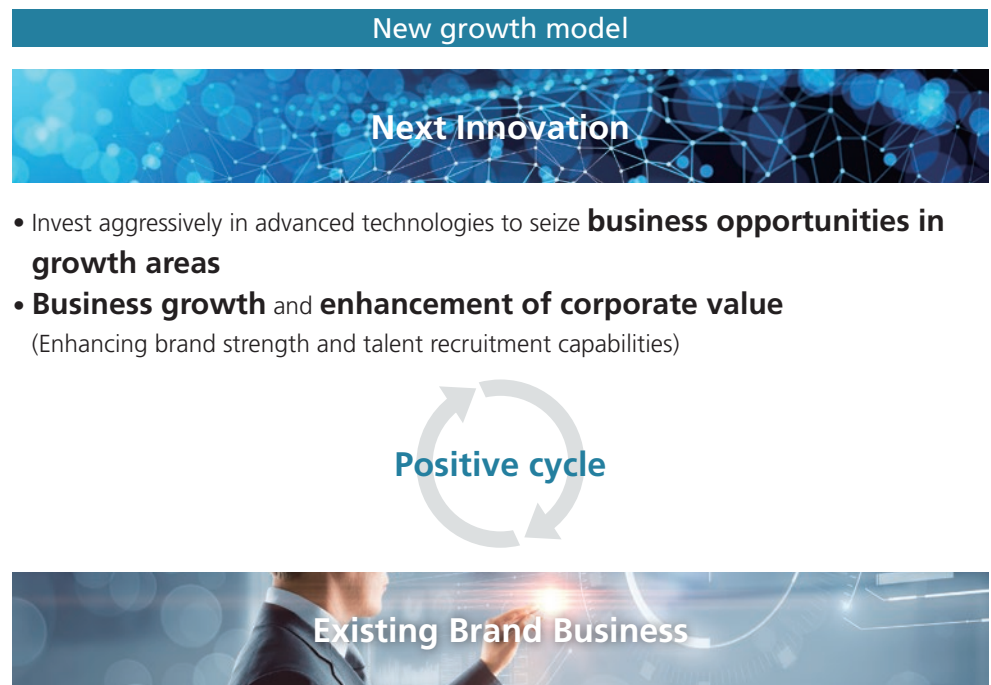 New growth model
Next Innovation
• Invest aggressively in advanced technologies to seize business opportunities in
growth areas
• Business growth and enhancement of corporate value
(Enhancing brand strength and talent recruitment capabilities)
Positive cycle
Existing Brand Business